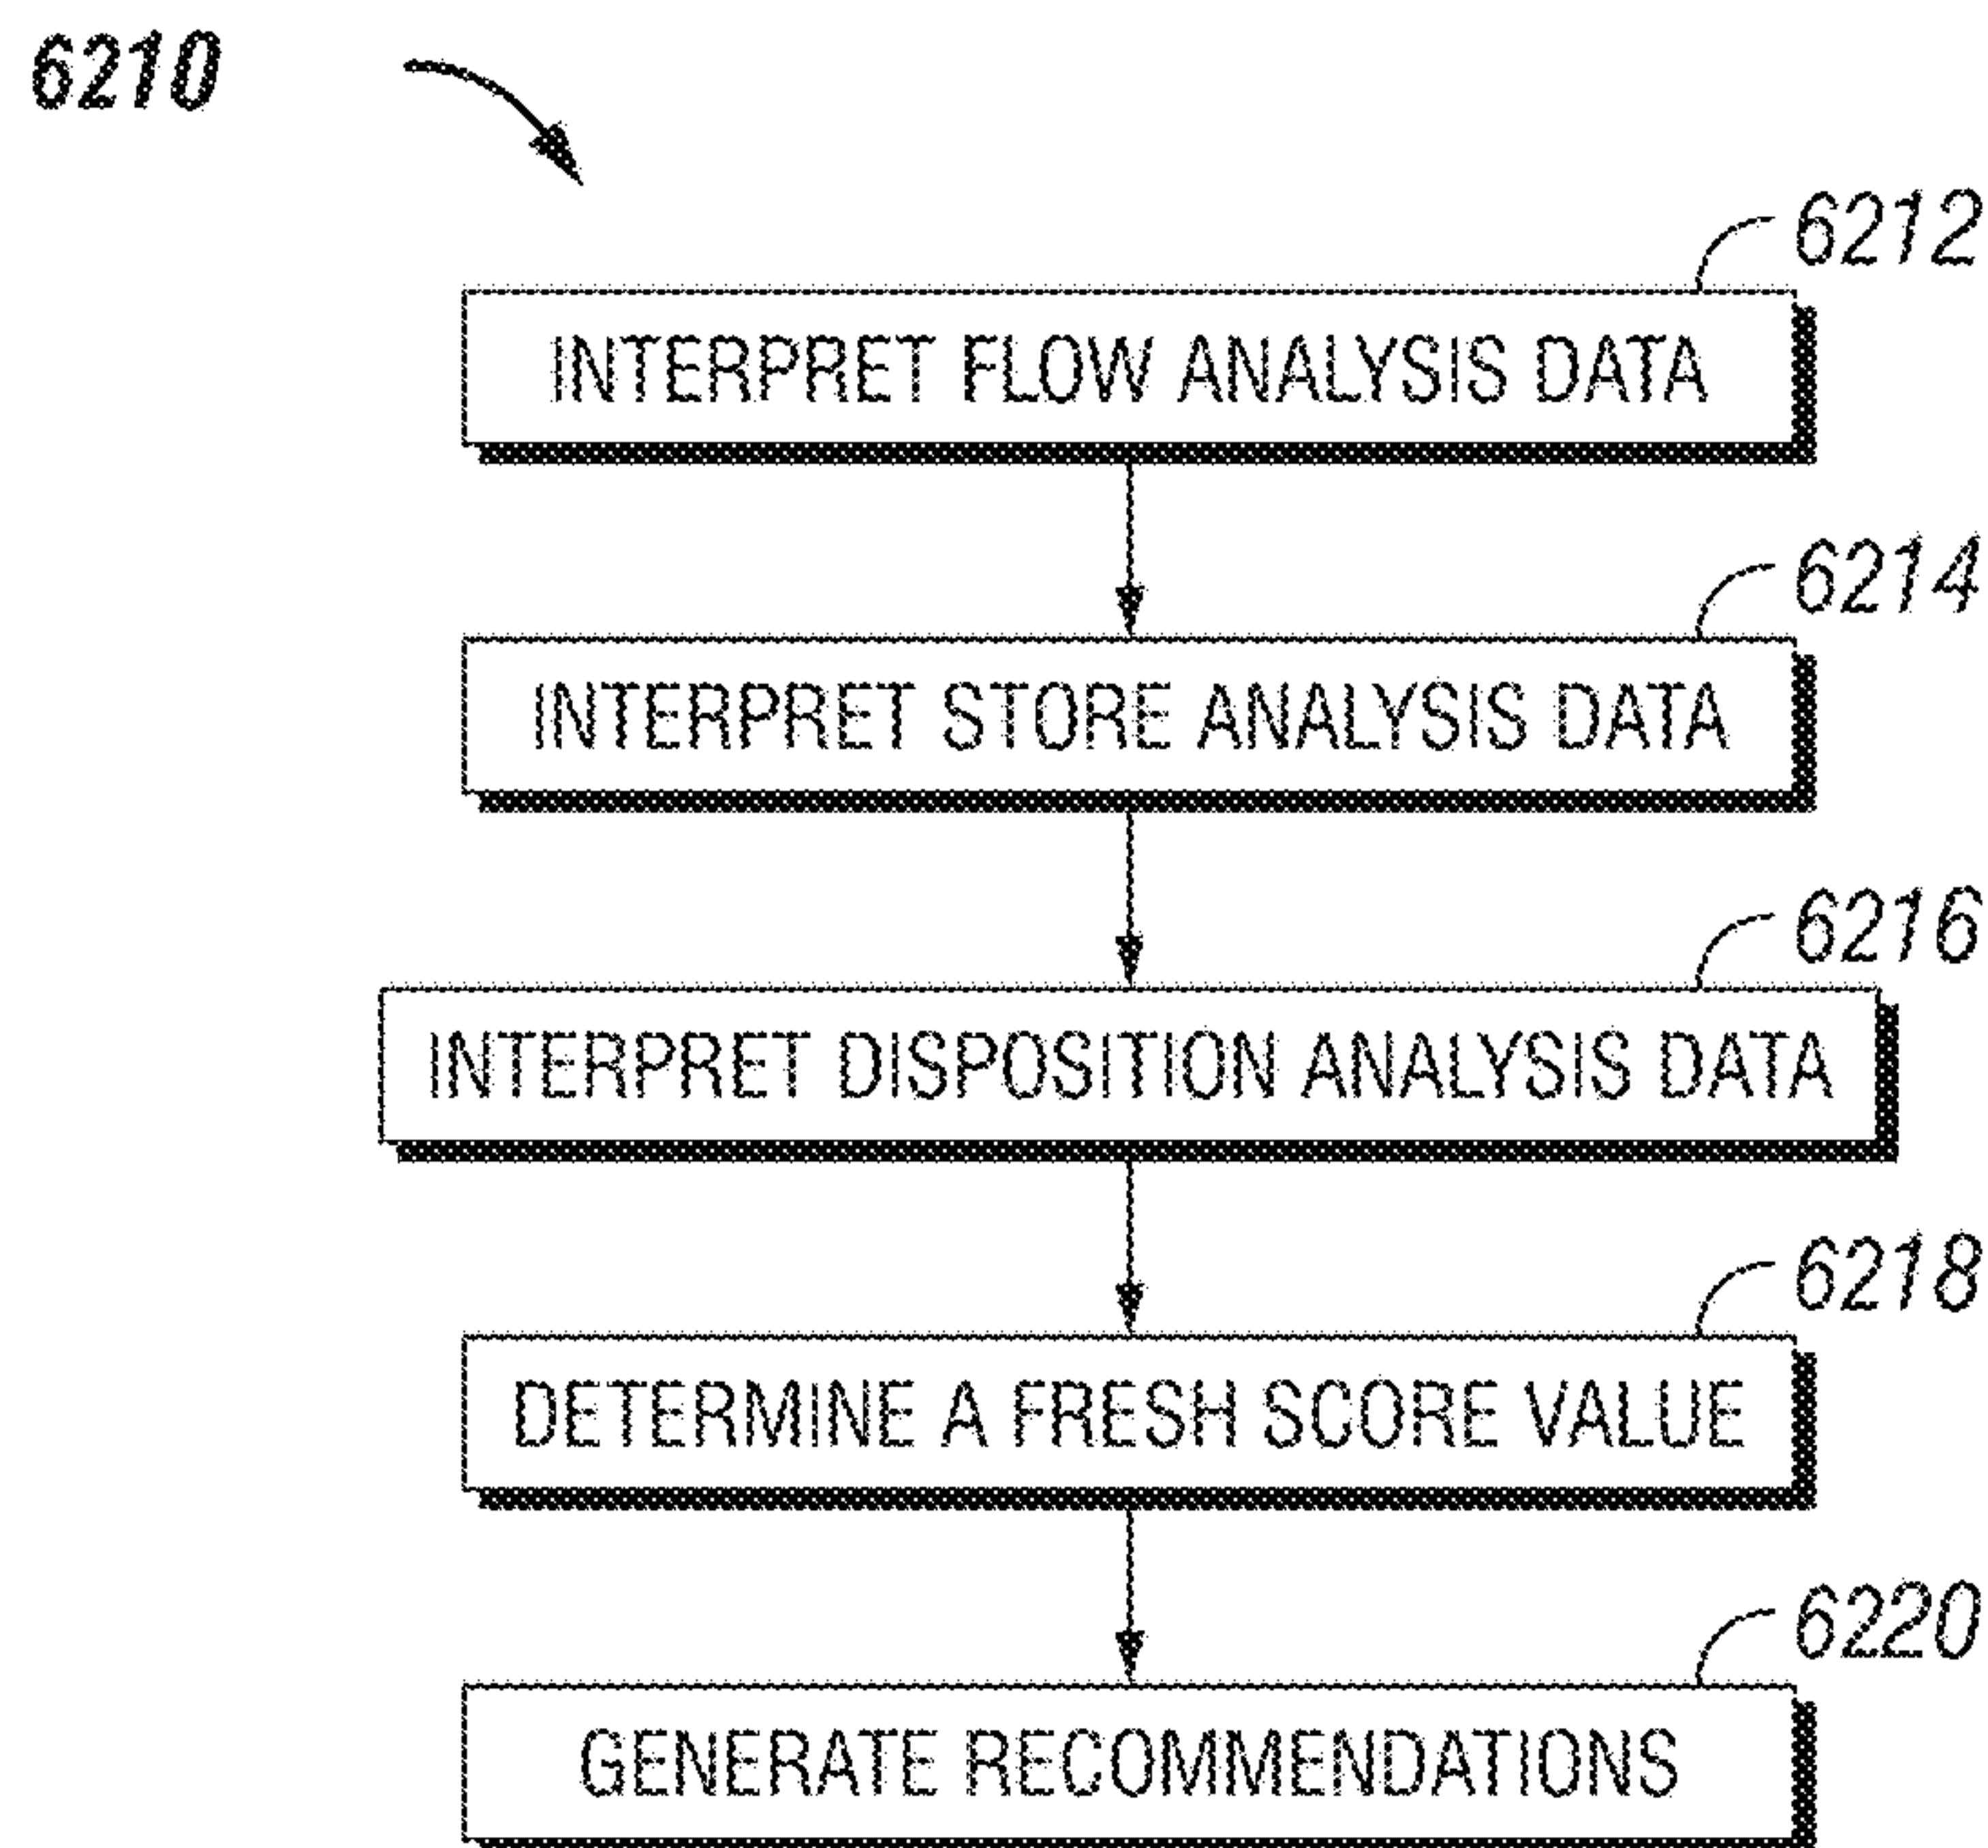 6210
6212
INTERPRET FLOW ANALYSIS DATA
6214
INTERPRET STORE ANALYSIS DATA
6216
INTERPRET DISPOSITION ANALYSIS DATA
6218
DETERMINE A FRESH SCORE VALUE
6220
GENERATE RECOMMENDATIONS